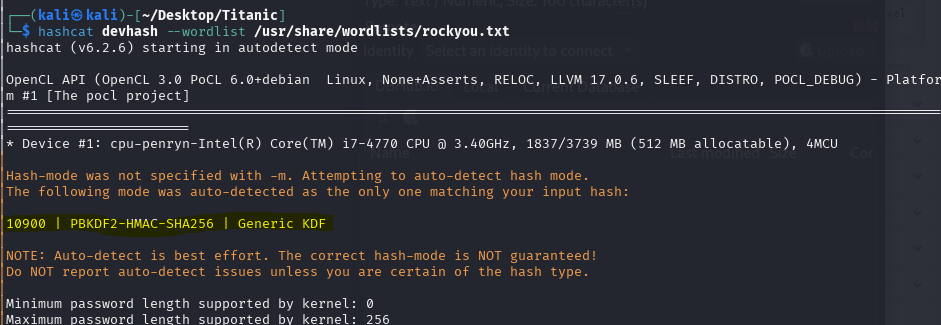 (kali㉿kali)-[~/Desktop/Titanic]
$ hashcat devhash --wordlist /usr/share/wordlists/rockyou.txt
hashcat (v6.2.6) starting in autodetect mode
OpenCL API (OpenCL 3.0 PoCL 6.0+debian  Linux, None+Asserts, RELOC, LLVM 17.0.6, SLEEF, DISTRO, POCL_DEBUG) - Platfor
m #1 [The pocl project]
* Device #1: cpu-penryn-Intel(R) Core(TM) i7-4770 CPU @ 3.40GHz, 1837/3739 MB (512 MB allocatable), 4MCU
Hash-mode was not specified with -m. Attempting to auto-detect hash mode.
The following mode was auto-detected as the only one matching your input hash:
10900 | PBKDF2-HMAC-SHA256 | Generic KDF
NOTE: Auto-detect is best effort. The correct hash-mode is NOT guaranteed!
Do NOT report auto-detect issues unless you are certain of the hash type.
Minimum password length supported by kernel: 0
Maximum password length supported by kernel: 256